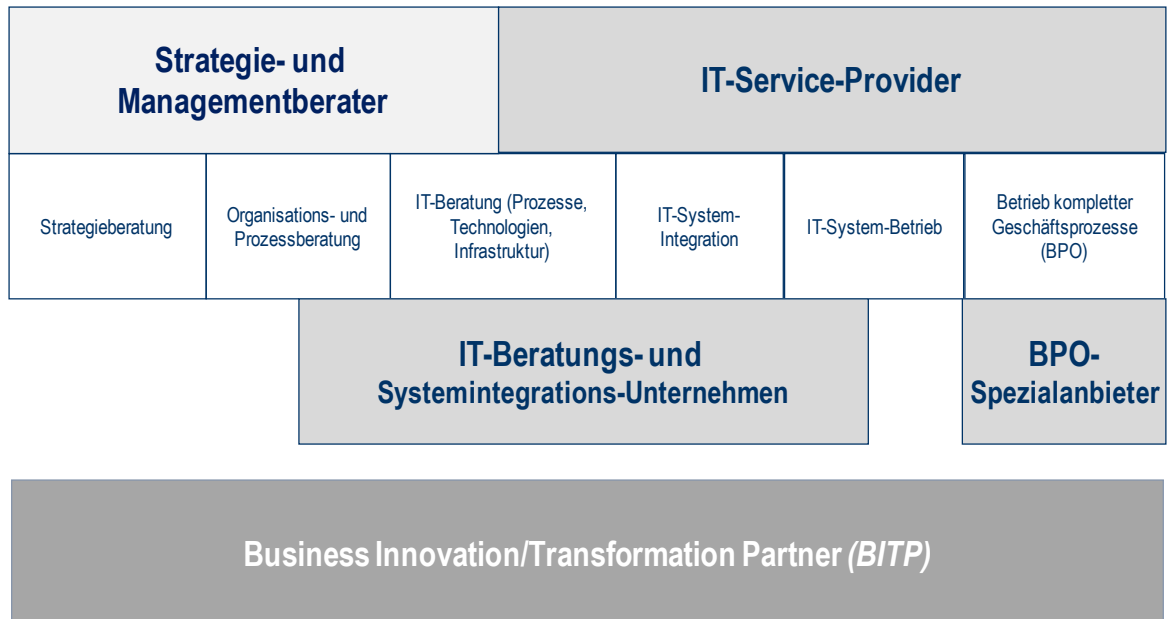 Strategie- und
Managementberater
IT-Service-Provider
Strategieberatung
Organisations- und
Prozessberatung
IT-Beratung (Prozesse,
Technologien,
Infrastruktur)
IT-System-
Integration
IT-System-Betrieb
Betrieb kompletter
Geschäftsprozesse
(BPO)
IT-Beratungs- und
Systemintegrations-Unternehmen
BPO-
Spezialanbieter
Business Innovation/Transformation Partner (BITP)